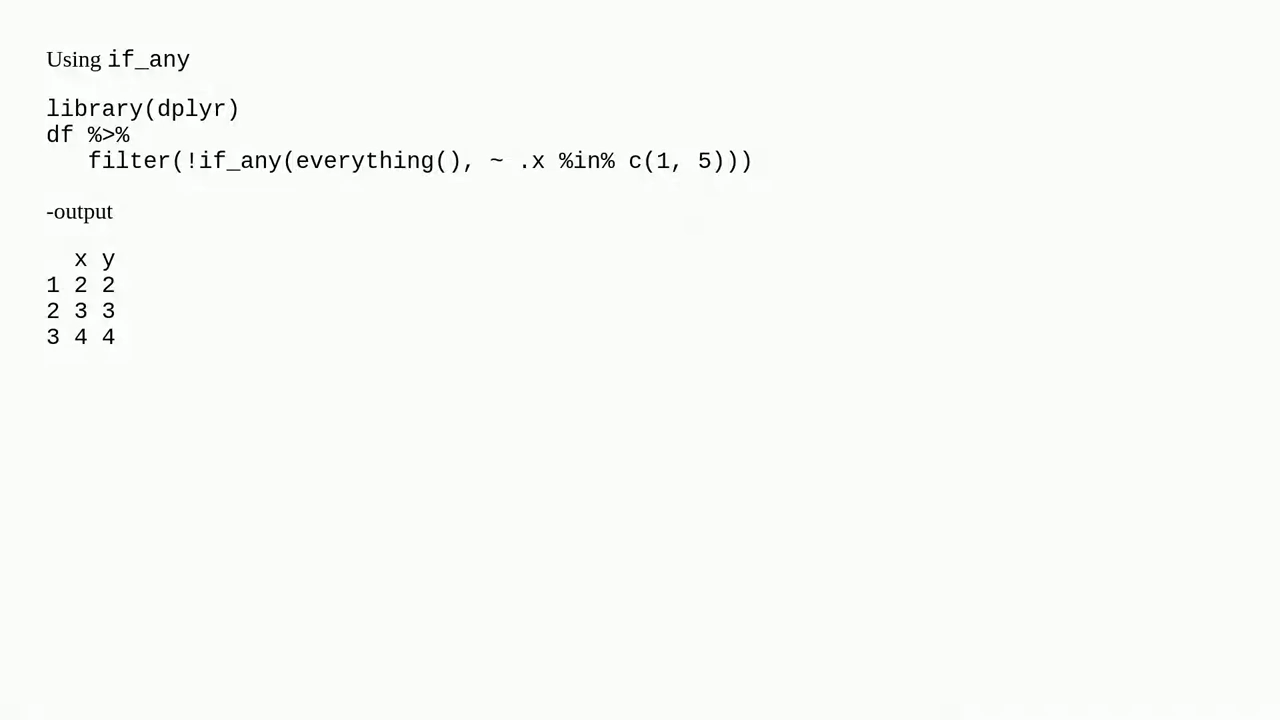 Using if_any
library(dplyr)
df %>%
   filter(!if_any(everything(), ~ .x %in% c(1, 5)))
-output
  x y
1 2 2
2 3 3
3 4 4